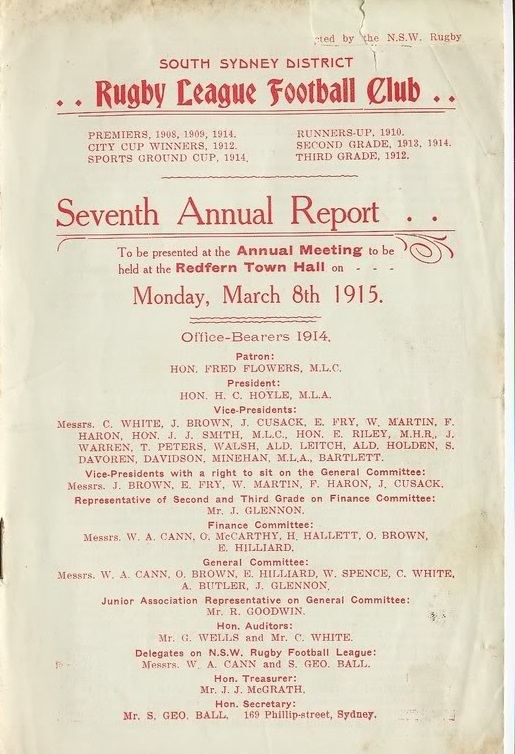 by the N.S.W. Rugby
SOUTH SYDNEY DISTRICT
. . Rugby League Football Club . .
PREMIERS, 1908, 1909, 1914.
CITY CUP WINNERS, 1912.
SPORTS GROUND CUP, 1914.
RUNNERS-UP, 1910.
SECOND GRADE, 1913, 1914.
THIRD GRADE, 1912.
Seventh Annual Report . .
To be presented at the Annual Meeting to be
held at the Redfern Town Hall on - - -
Monday, March 8th 1915.
Office-Bearers 1914.
Patron:
HON. FRED FLOWERS, M.L.C.
President:
HON. H. C. HOYLE, M.L.A.
Vice-Presidents:
Messrs. C. WHITE, J. BROWN, J. CUSACK, E. FRY, W. MARTIN, F.
HARON, HON. J. J. SMITH, M.L.C., HON. E. RILEY, M.H.R., J.
WARREN, T. PETERS, WALSH, ALD. LEITCH, ALD. HOLDEN, S.
DAVOREN, DAVIDSON, MINEHAN, M.L.A., BARTLETT.
Vice-Presidents with a right to sit on the General Committee:
Messrs. J. BROWN, E. FRY, W. MARTIN, F. HARON, J. CUSACK.
Representative of Second and Third Grade on Finance Committee:
Mr. J. GLENNON.
Finance Committee:
Messrs. W. A. CANN, O. McCARTHY, H. HALLETT, O. BROWN,
E. HILLIARD.
General Committee:
Messrs. W. A. CANN, O. BROWN, E. HILLIARD, W. SPENCE, C. WHITE,
A. BUTLER, J. GLENNON.
Junior Association Representative on General Committee:
Mr. R. GOODWIN.
Hon. Auditors:
Mr. G. WELLS and Mr. C. WHITE.
Delegates on N.S.W. Rugby Football League:
Messrs. W. A. CANN and S. GEO. BALL.
Hon. Treasurer:
Mr. J. J. McGRATH.
Hon. Secretary:
Mr. S. GEO. BALL, 169 Phillip-street, Sydney.